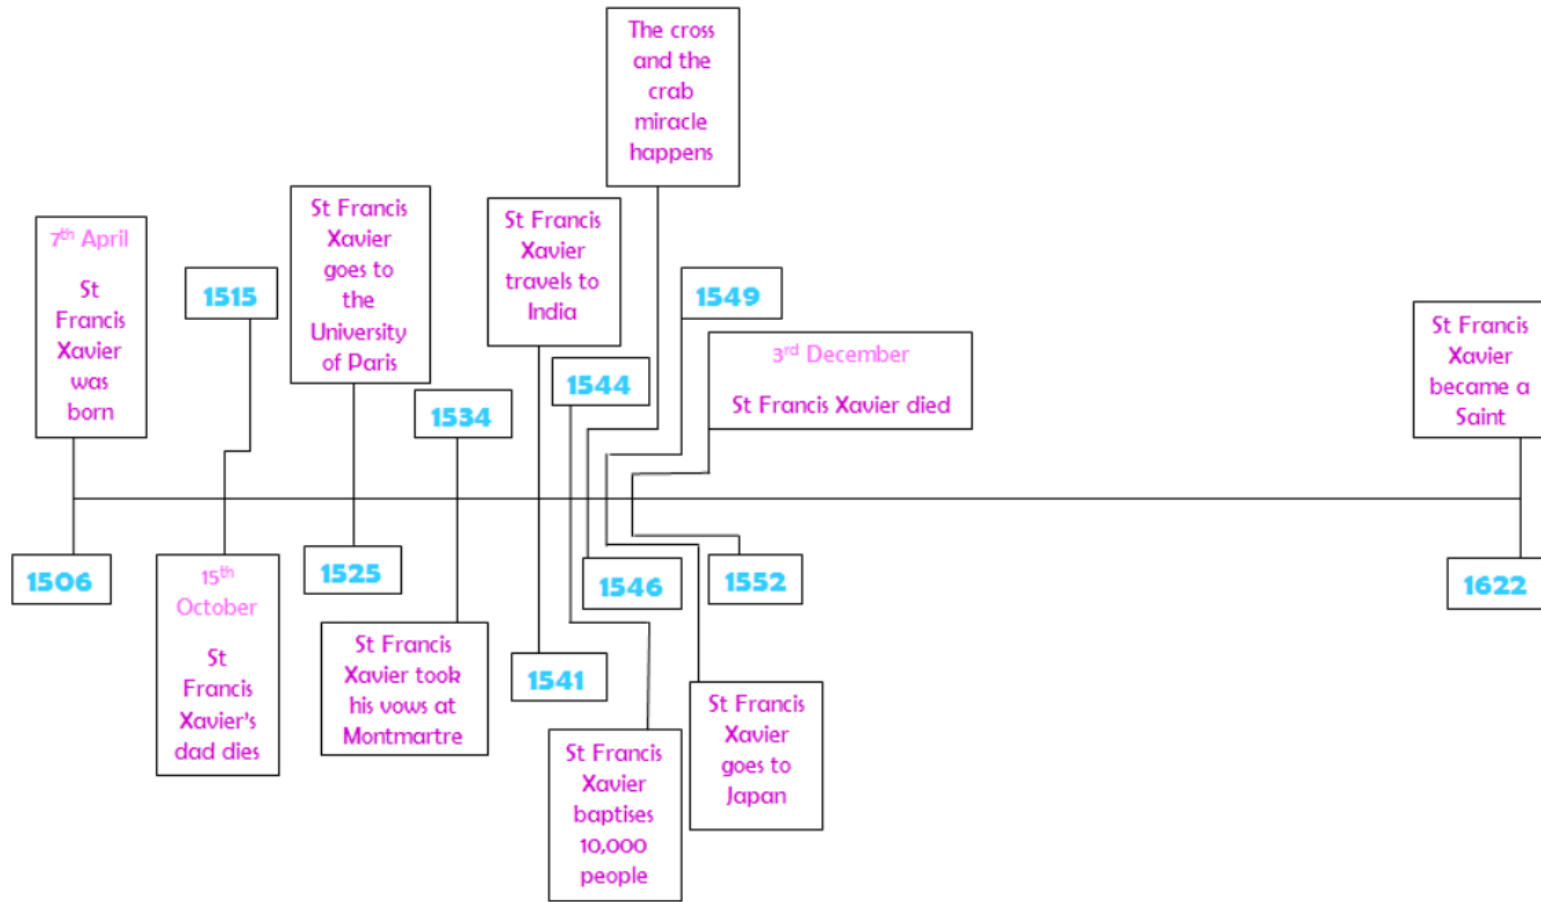 The cross
and the
crab
miracle
happens
7th April
St
Francis
Xavier
was
born
1515
St Francis
Xavier
goes to
the
University
of Paris
1534
St Francis
Xavier
travels to
India
1544
1549
3rd December
St Francis Xavier died
St Francis
Xavier
became a
Saint
1506
15th
October
St
Francis
Xavier's
dad dies
1525
St Francis
Xavier took
his vows at
Montmartre
1541
1546
1552
St Francis
Xavier
baptises
10,000
people
St Francis
Xavier
goes to
Japan
1622